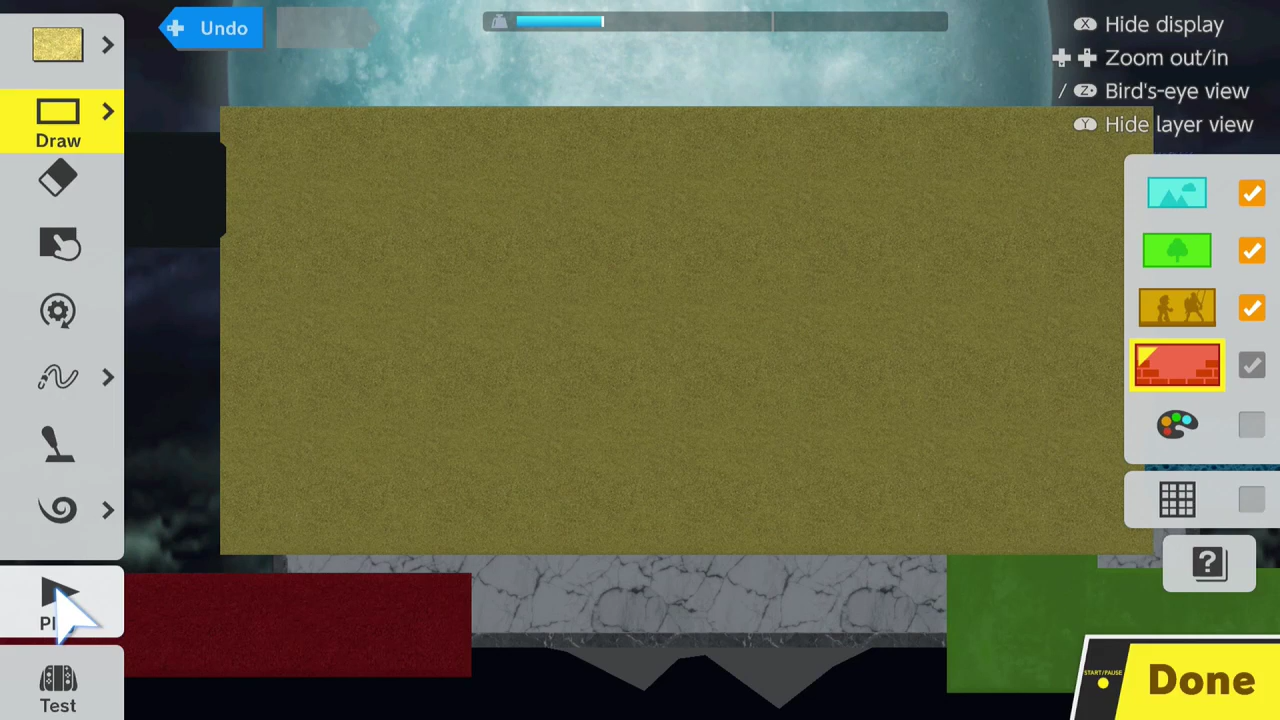 Undo
X Hide display
Zoom out/in
/ Z Bird's-eye view
Y Hide layer view
Draw
Test
?
START/PAUSE
Done